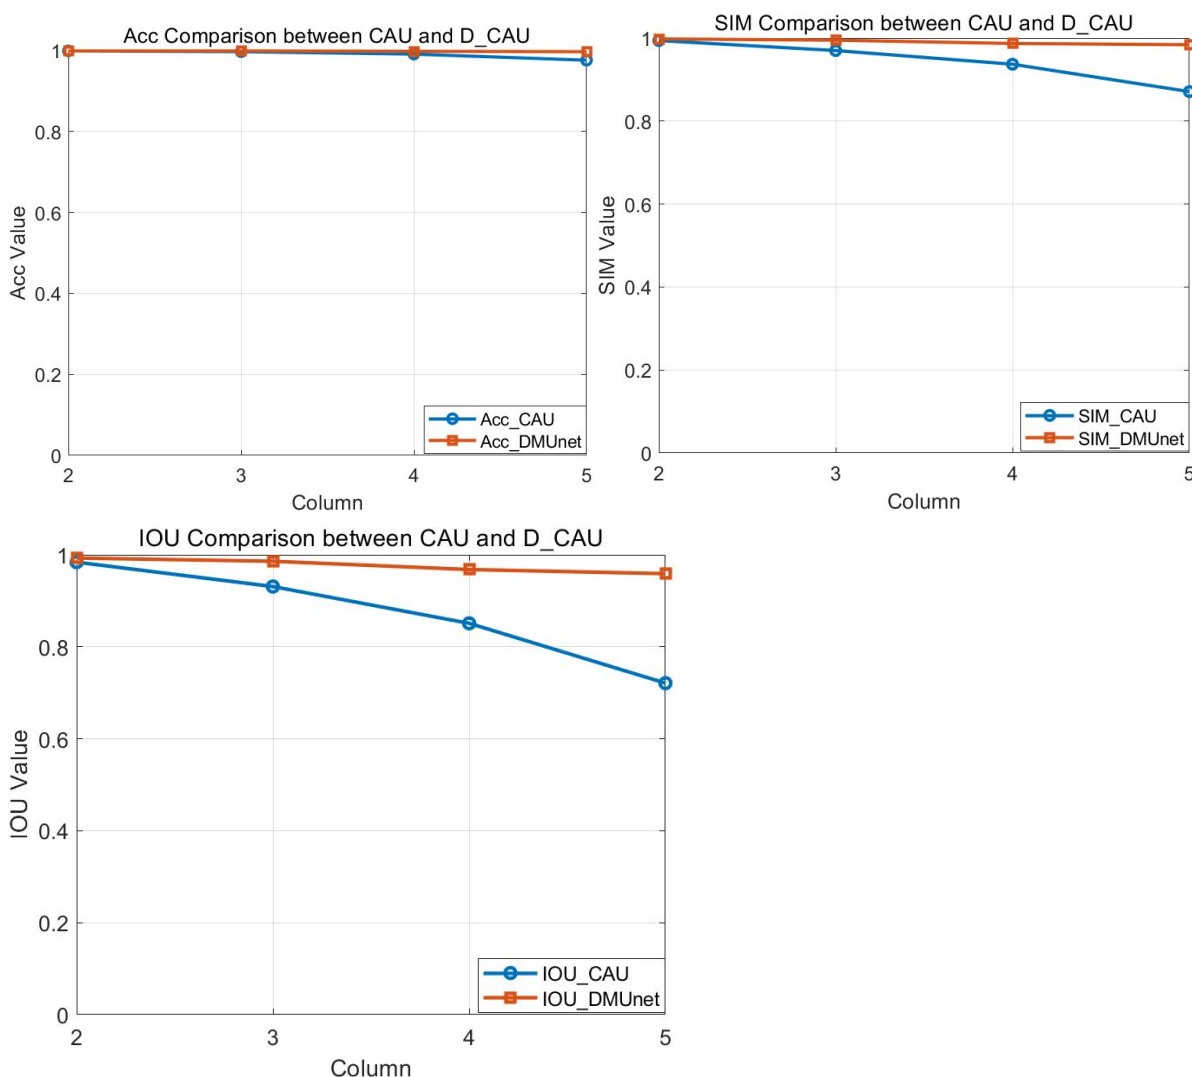 Acc Comparison between CAU and D_CAU
1
0.8
0.6
0.4
0.2
0
Acc Value
2
3
4
5
Column
Acc_CAU
Acc_DMUnet
SIM Comparison between CAU and D_CAU
1
0.8
0.6
0.4
0.2
0
SIM Value
2
3
4
5
Column
SIM_CAU
SIM_DMUnet
IOU Comparison between CAU and D_CAU
1
0.8
0.6
0.4
0.2
0
IOU Value
2
3
4
5
Column
IOU_CAU
IOU_DMUnet